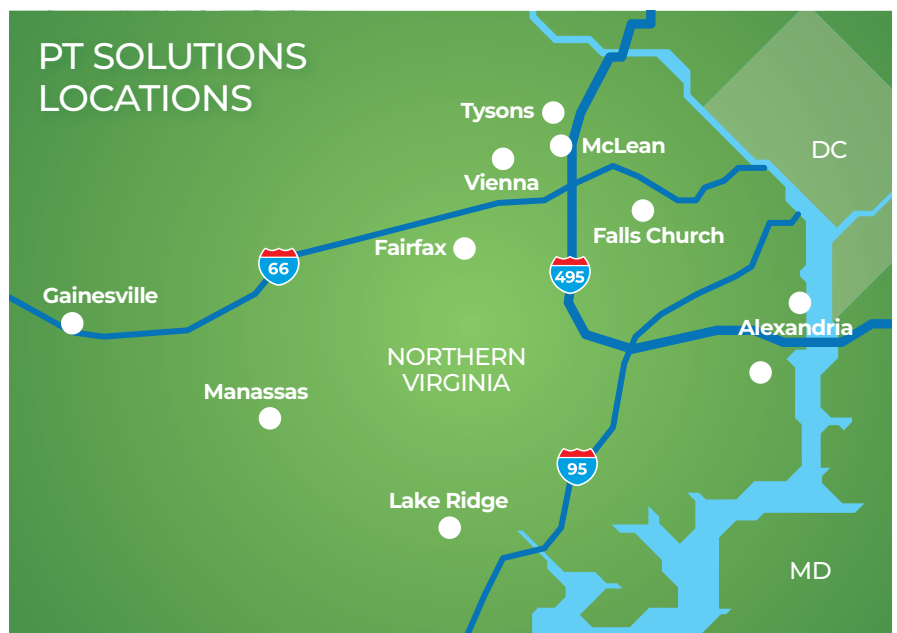 PT SOLUTIONS
LOCATIONS
Tysons
McLean
DC
Vienna
Falls Church
Fairfax
66
495
Gainesville
Alexandria
NORTHERN
VIRGINIA
Manassas
95
Lake Ridge
MD